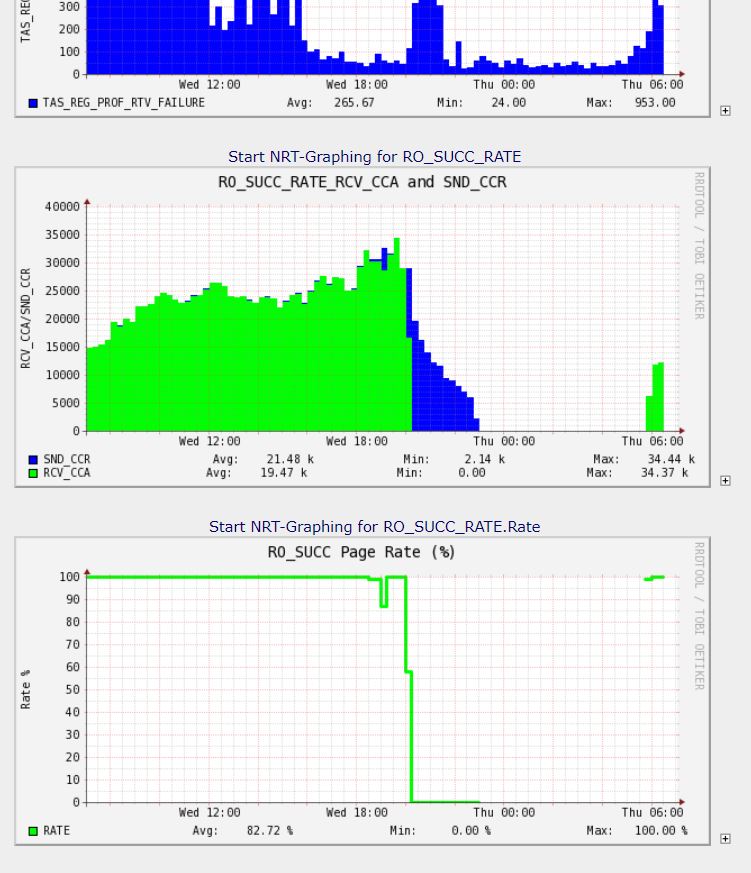 TAS_REG
300
200
100
0
Wed 12:00 Wed 18:00 Thu 00:00 Thu 06:00
TAS_REG_PROF_RTV_FAILURE Avg: 265.67 Min: 24.00 Max: 953.00
Start NRT-Graphing for RO_SUCC_RATE
RO_SUCC_RATE_RCV_CCA and SND_CCR
RRDTOOL / TOBI OETIKER
RCV_CCA/SND_CCR
40000
35000
30000
25000
20000
15000
10000
5000
0
Wed 12:00 Wed 18:00 Thu 00:00 Thu 06:00
SND_CCR Avg: 21.48 k Min: 2.14 k Max: 34.44 k
RCV_CCA Avg: 19.47 k Min: 0.00 Max: 34.37 k
Start NRT-Graphing for RO_SUCC_RATE.Rate
RO_SUCC Page Rate (%)
RRDTOOL / TOBI OETIKER
Rate %
100
90
80
70
60
50
40
30
20
10
0
Wed 12:00 Wed 18:00 Thu 00:00 Thu 06:00
RATE Avg: 82.72 % Min: 0.00 % Max: 100.00 %